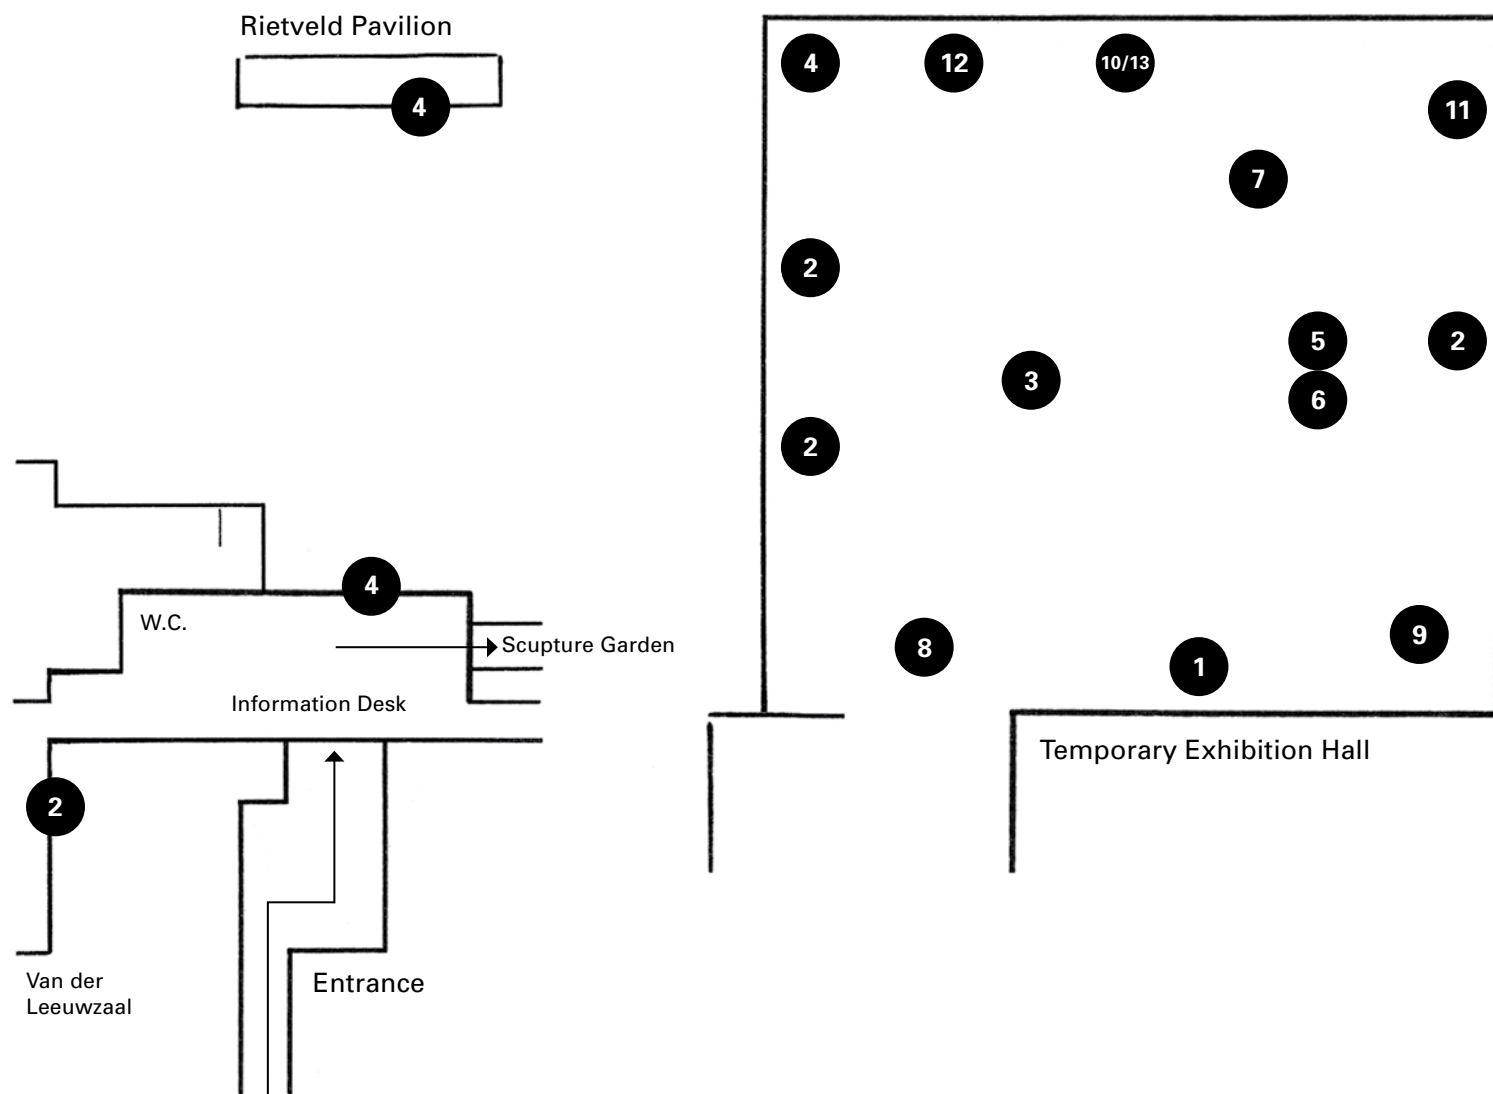 Rietveld Pavilion
4
4
12
10/13
11
7
2
5
2
3
6
2
4
W.C.
Scupture Garden
8
1
9
Information Desk
Temporary Exhibition Hall
2
Van der
Leeuwzaal
Entrance